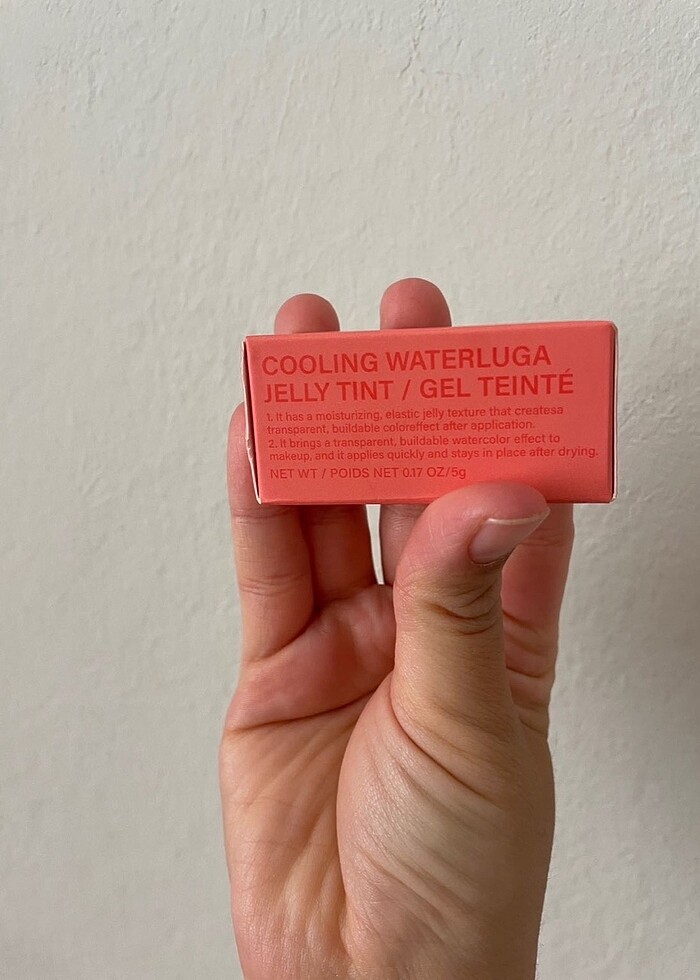 COOLING WATERLUGA
JELLY TINT / GEL TEINTÉ
1. It has a moisturizing, elastic jelly texture that createsa
transparent, buildable coloreffect after application.
2. It brings a transparent, buildable watercolor effect to
makeup, and it applies quickly and stays in place after drying.
NET WT / POIDS NET 0.17 OZ/5g